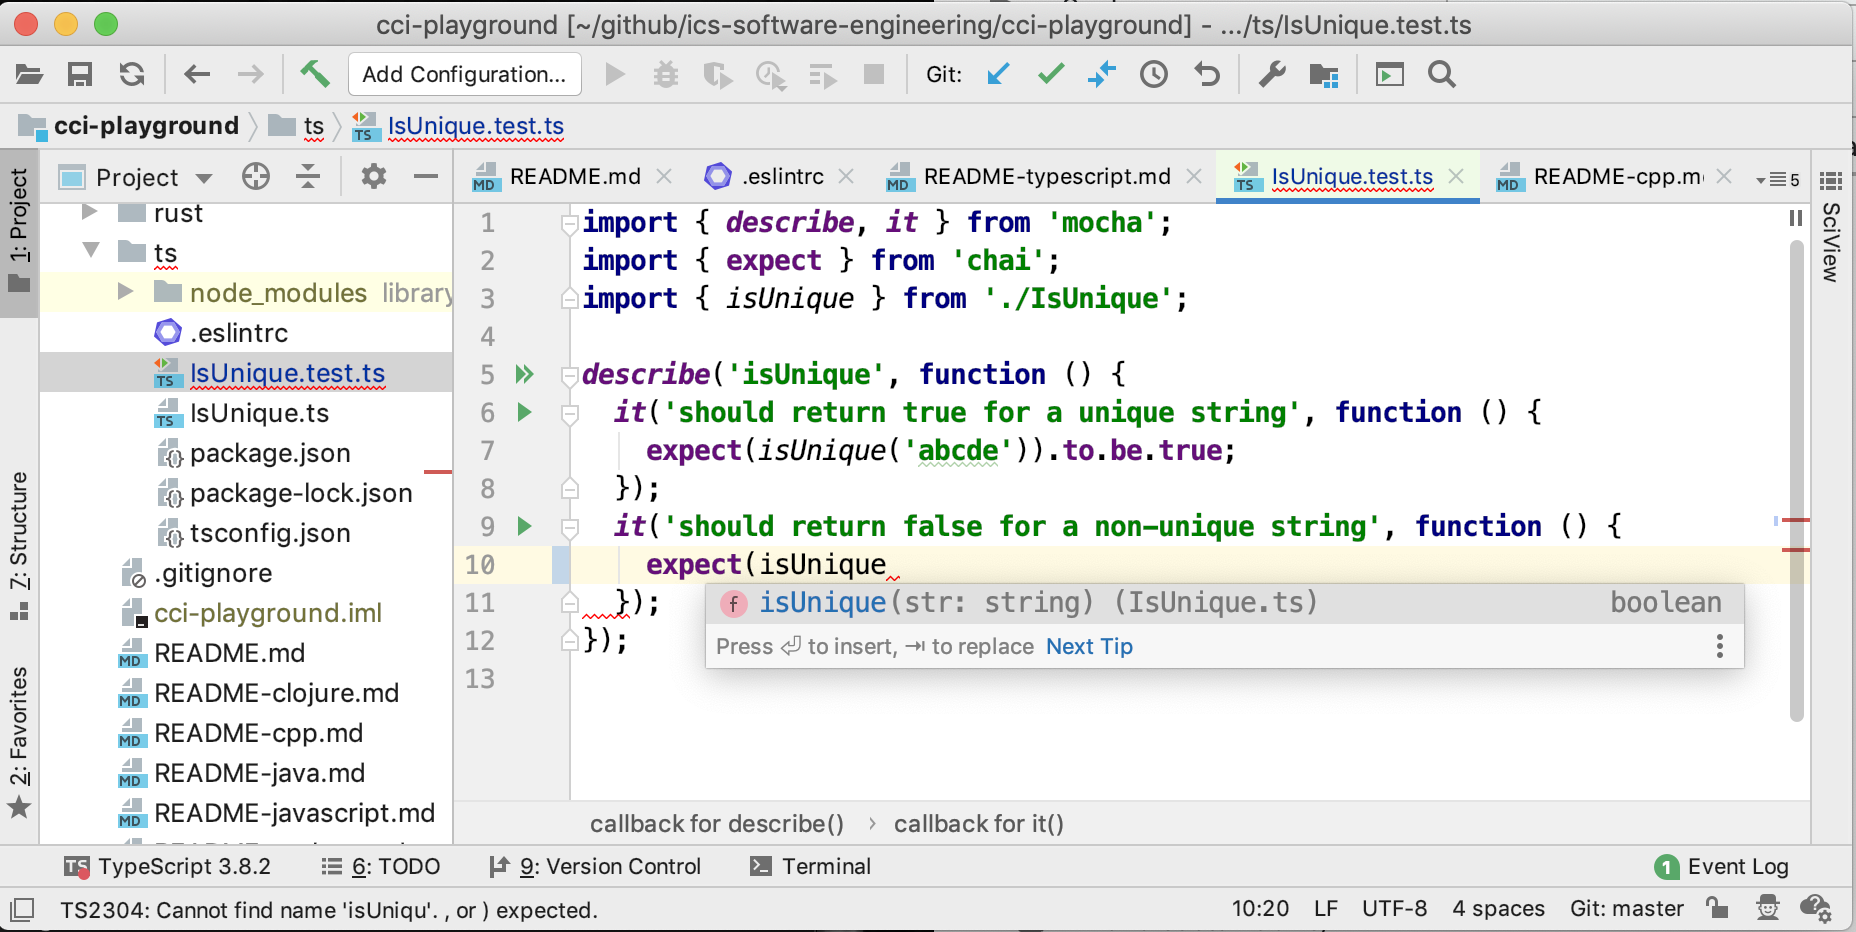 cci-playground [~/github/ics-software-engineering/cci-playground] - .../ts/IsUnique.test.ts
Add Configuration...
Git:
cci-playground
ts
IsUnique.test.ts
1: Project
7: Structure
2: Favorites
Project
rust
ts
node_modules library
.eslintrc
IsUnique.test.ts
IsUnique.ts
package.json
package-lock.json
tsconfig.json
.gitignore
cci-playground.iml
README.md
README-clojure.md
README-cpp.md
README-java.md
README-javascript.md
README.md
.eslintrc
README-typescript.md
IsUnique.test.ts
README-cpp.m
5
SciView
1 import { describe, it } from 'mocha';
2 import { expect } from 'chai';
3 import { isUnique } from './IsUnique';
4
5 describe('isUnique', function () {
6 it('should return true for a unique string', function () {
7 expect(isUnique('abcde')).to.be.true;
8 });
9 it('should return false for a non-unique string', function () {
10 expect(isUnique
11 });
12 });
13
f isUnique(str: string) (IsUnique.ts) boolean
Press ⏎ to insert, ⇥ to replace Next Tip
callback for describe() › callback for it()
TypeScript 3.8.2
6: TODO
9: Version Control
Terminal
1 Event Log
TS2304: Cannot find name 'isUniqu'. , or ) expected.
10:20 LF UTF-8 4 spaces Git: master